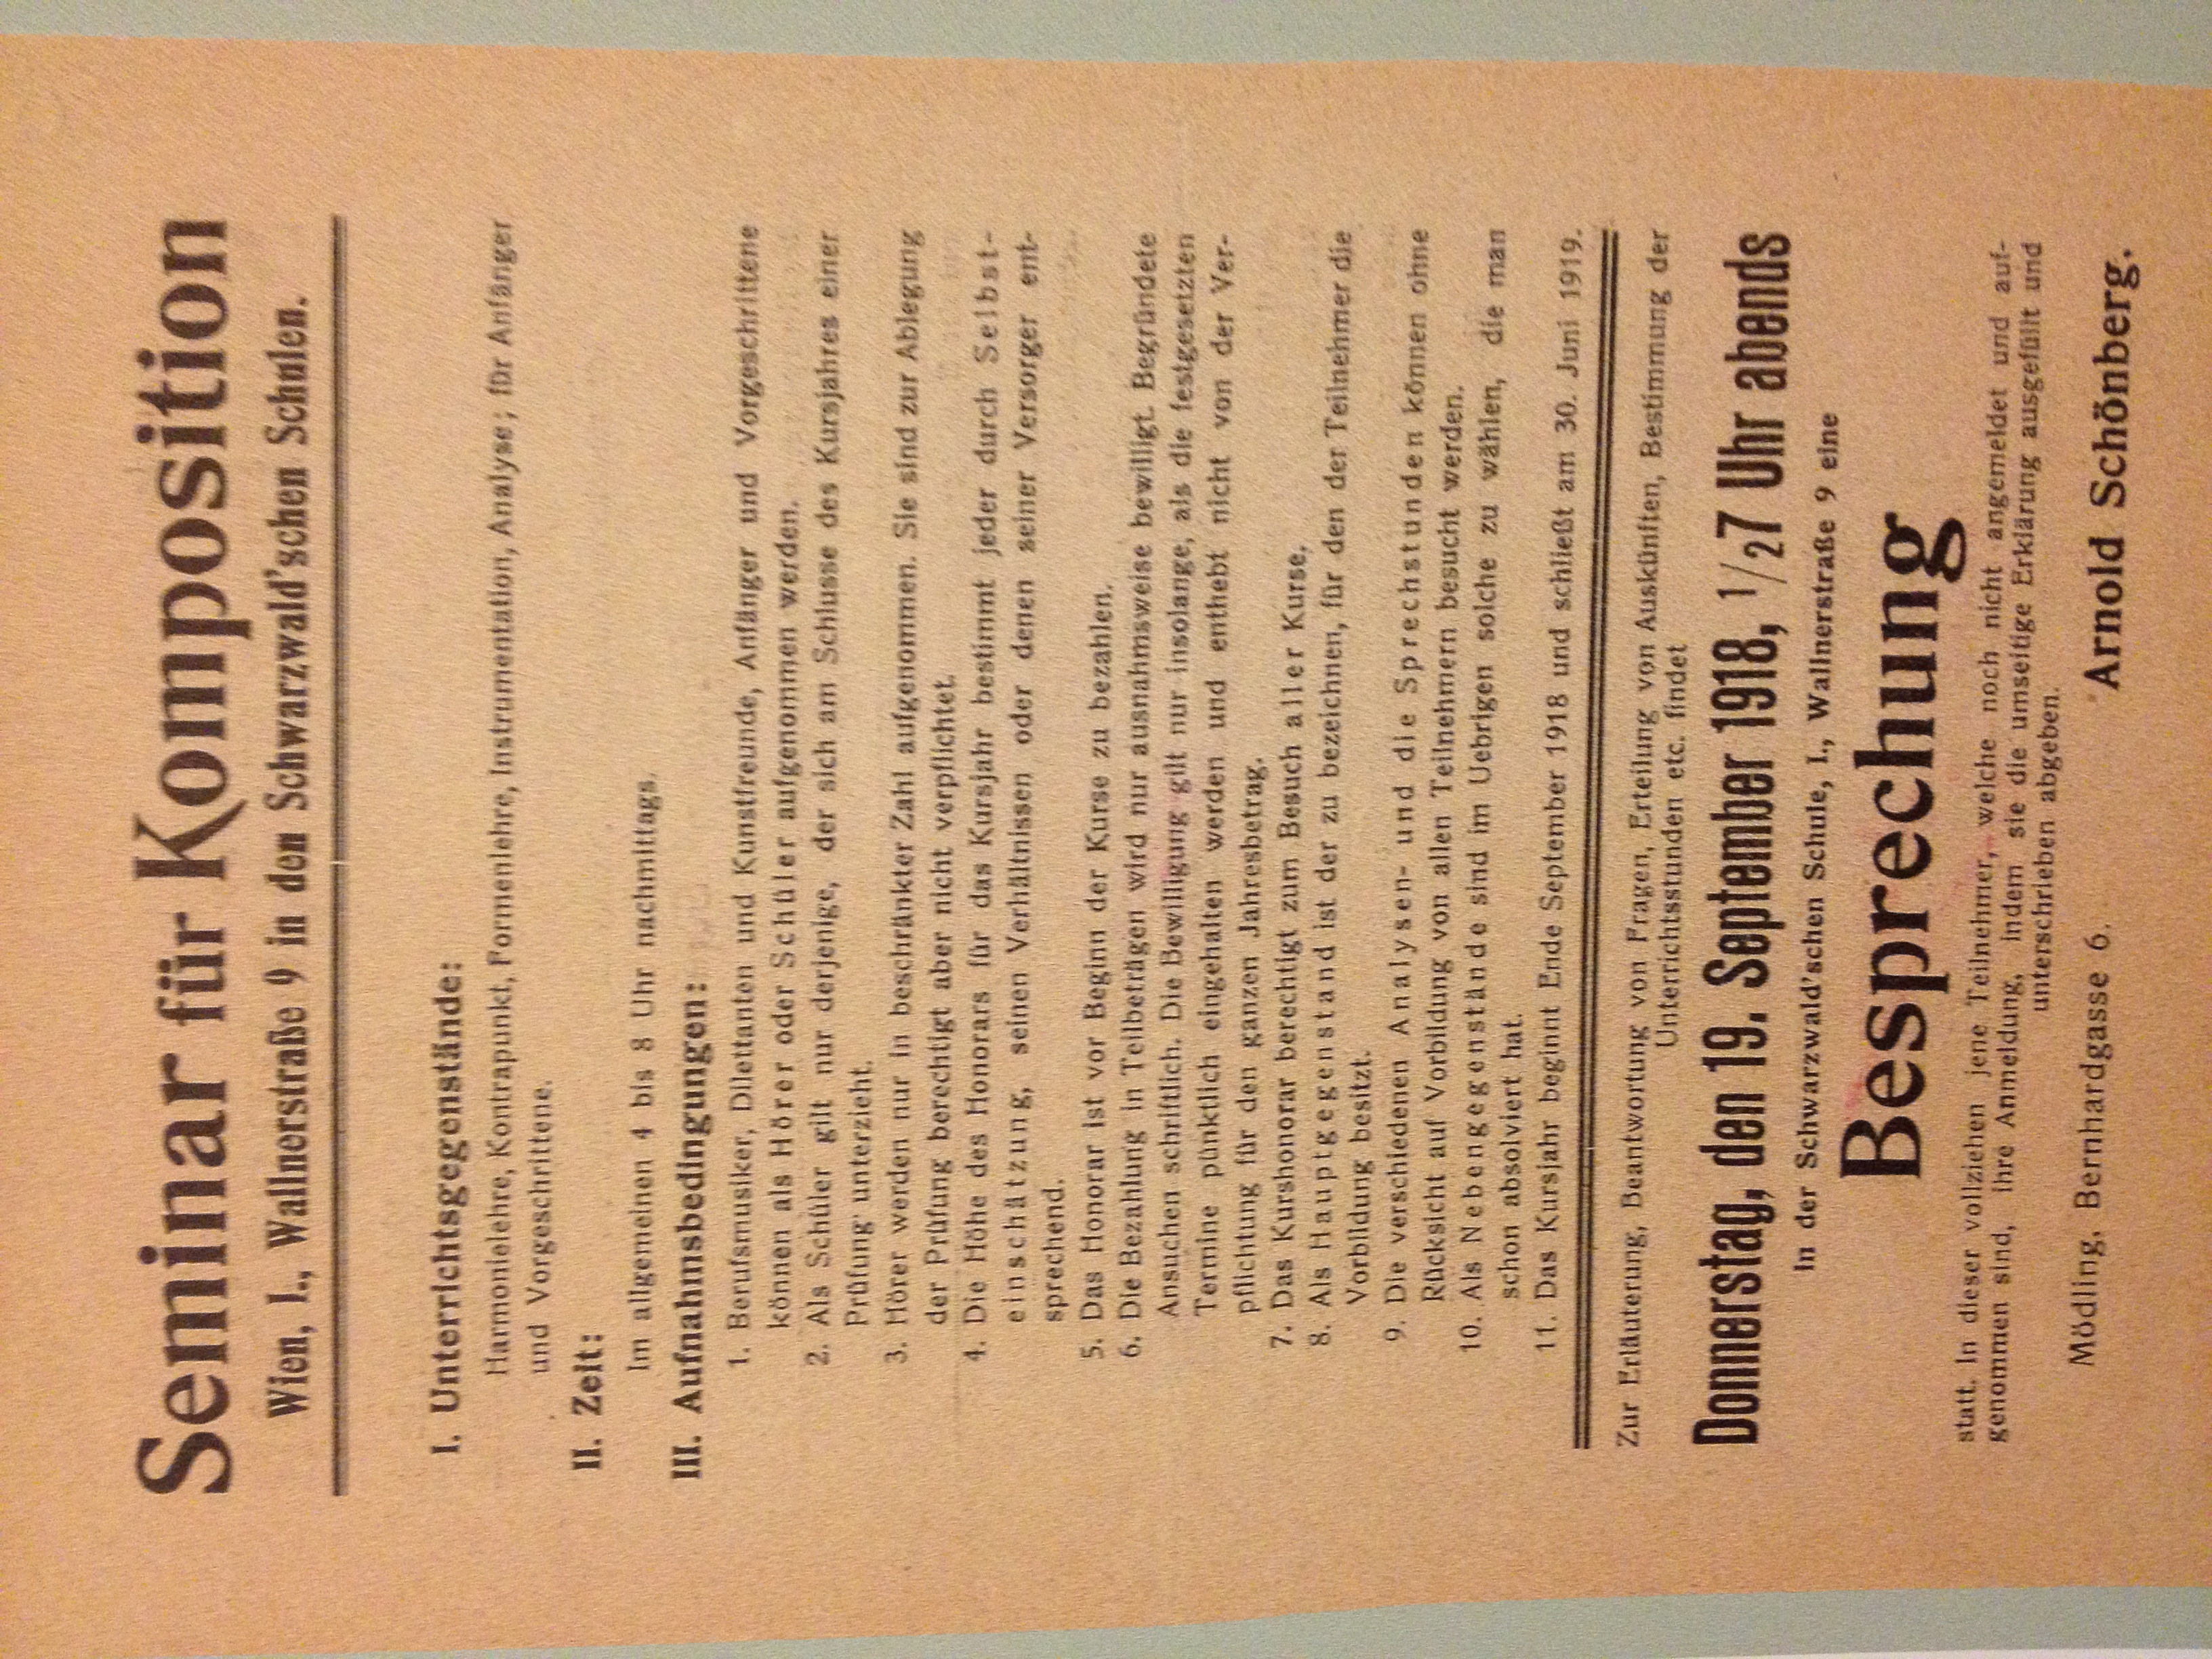 Seminar für Komposition
Wien, I., Wallnerstraße 9 in den Schwarzwald'schen Schulen.
I. Unterrichtsgegenstände:
Harmonielehre, Kontrapunkt, Formenlehre, Instrumentation, Analyse; für Anfänger
und Vorgeschrittene.
II. Zeit:
Im allgemeinen 4 bis 8 Uhr nachmittags.
III. Aufnahmsbedingungen:
1. Berufsmusiker, Dilettanten und Kunstfreunde, Anfänger und Vorgeschrittene
können als Hörer oder Schüler aufgenommen werden.
2. Als Schüler gilt nur derjenige, der sich am Schlusse des Kursjahres einer
Prüfung unterzieht.
3. Hörer werden nur in beschränkter Zahl aufgenommen. Sie sind zur Ablegung
der Prüfung berechtigt aber nicht verpflichtet.
4. Die Höhe des Honorars für das Kursjahr bestimmt jeder durch Selbst-
einschätzung, seinen Verhältnissen oder denen seiner Versorger ent-
sprechend.
5. Das Honorar ist vor Beginn der Kurse zu bezahlen.
6. Die Bezahlung in Teilbeträgen wird nur ausnahmsweise bewilligt. Begründete
Ansuchen schriftlich. Die Bewilligung gilt nur insolange, als die festgesetzten
Termine pünktlich eingehalten werden und enthebt nicht von der Ver-
pflichtung für den ganzen Jahresbetrag.
7. Das Kurshonorar berechtigt zum Besuch aller Kurse.
8. Als Hauptgegenstand ist der zu bezeichnen, für den der Teilnehmer die
Vorbildung besitzt.
9. Die verschiedenen Analysen- und die Sprechstunden können ohne
Rücksicht auf Vorbildung von allen Teilnehmern besucht werden.
10. Als Nebengegenstände sind im Uebrigen solche zu wählen, die man
schon absolviert hat.
11. Das Kursjahr beginnt Ende September 1918 und schließt am 30. Juni 1919.
Zur Erläuterung, Beantwortung von Fragen, Erteilung von Auskünften, Bestimmung der
Unterrichtsstunden etc. findet
Donnerstag, den 19. September 1918, 1/27 Uhr abends
In der Schwarzwald'schen Schule, I., Wallnerstraße 9 eine
Besprechung
statt. In dieser vollziehen jene Teilnehmer, welche noch nicht angemeldet und auf-
genommen sind, ihre Anmeldung, indem sie die umseitige Erklärung ausgefüllt und
unterschrieben abgeben.
Mödling, Bernhardgasse 6.
Arnold Schönberg.